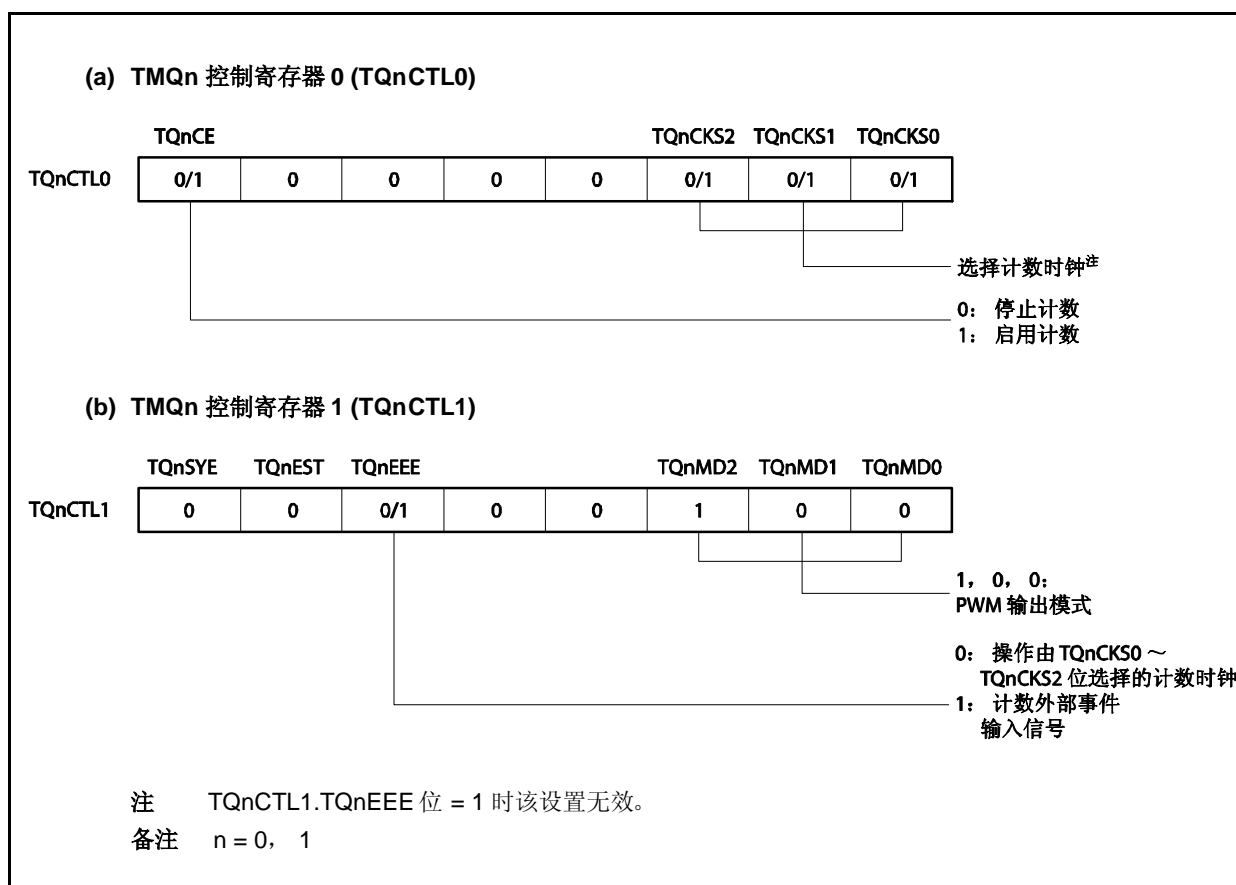 (a) TMQn 控制寄存器 0 (TQnCTL0)
TQnCE TQnCKS2 TQnCKS1 TQnCKS0
TQnCTL0 0/1 0 0 0 0 0/1 0/1 0/1
选择计数时钟注
0： 停止计数
1： 启用计数
(b) TMQn 控制寄存器 1 (TQnCTL1)
TQnSYE TQnEST TQnEEE TQnMD2 TQnMD1 TQnMD0
TQnCTL1 0 0 0/1 0 0 1 0 0
1， 0， 0：
PWM 输出模式
0： 操作由 TQnCKS0 ～
TQnCKS2 位选择的计数时钟
1： 计数外部事件
输入信号
注 TQnCTL1.TQnEEE 位 = 1 时该设置无效。
备注 n = 0， 1